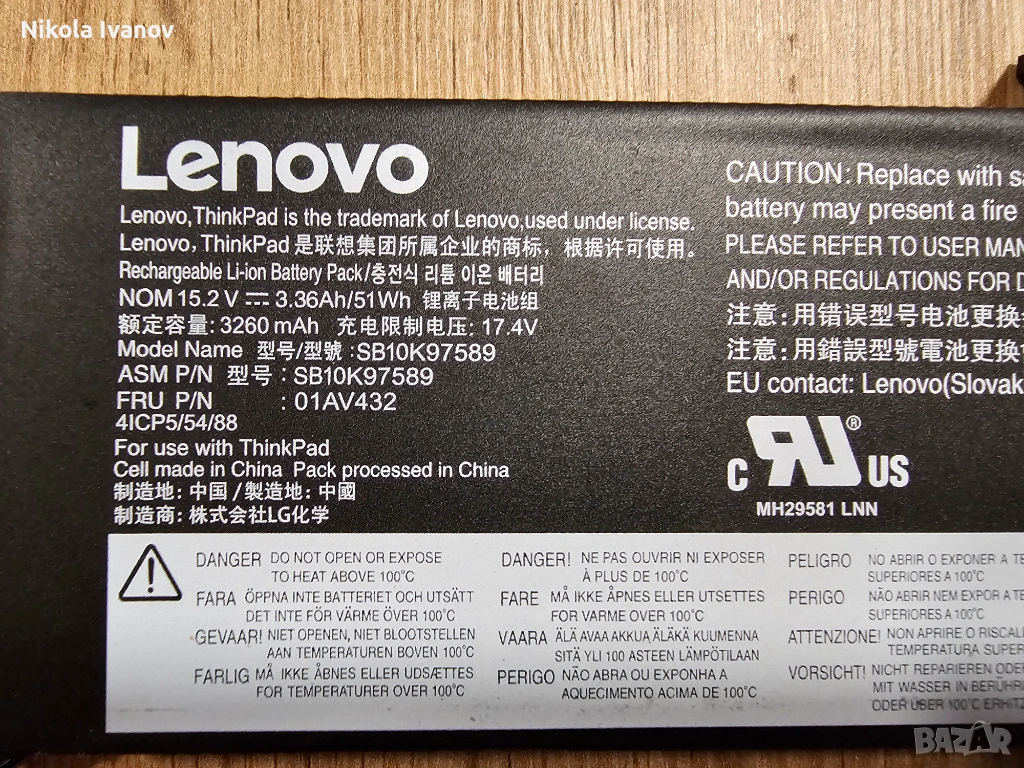 Nikola Ivanov
Lenovo
Lenovo,ThinkPad is the trademark of Lenovo,used under license.
Lenovo, ThinkPad 是联想集团所属企业的商标，根据许可使用。
Rechargeable Li-ion Battery Pack/충전식 리튬 이온 배터리
NOM 15.2 V ⎓ 3.36Ah/51Wh 锂离子电池组
额定容量: 3260 mAh 充电限制电压: 17.4V
Model Name 型号/型號 : SB10K97589
ASM P/N 型号 : SB10K97589
FRU P/N : 01AV432
4ICP5/54/88
For use with ThinkPad
Cell made in China Pack processed in China
制造地: 中国 / 製造地: 中國
制造商: 株式会社LG化学
CAUTION: Replace with
battery may present a fire
PLEASE REFER TO USER
AND/OR REGULATIONS FOR
注意: 用错误型号电池更换
注意: 用錯誤型號電池更換
EU contact: Lenovo(Slovak
C RU ® US
MH29581 LNN
DANGER DO NOT OPEN OR EXPOSE
TO HEAT ABOVE 100°C
FARA ÖPPNA INTE BATTERIET OCH UTSÄTT
DET INTE FÖR VÄRME ÖVER 100°C
GEVAAR! NIET OPENEN, NIET BLOOTSTELLEN
AAN TEMPERATUREN BOVEN 100°C
FARLIG MÅ IKKE ÅBNES ELLER UDSÆTTES
FOR TEMPERATURER OVER 100°C
DANGER! NE PAS OUVRIR NI EXPOSER
À PLUS DE 100°C
FARE MÅ IKKE ÅPNES ELLER UTSETTES
FOR VARME OVER 100°C
VAARA ÄLÄ AVAA AKKUA ÄLÄKÄ KUUMENNA
SITÄ YLI 100 ASTEEN LÄMPÖTILAAN
PERIGO NÃO ABRA OU EXPONHA A
AQUECIMENTO ACIMA DE 100°C
PELIGRO NO ABRIR O EXPONER A
SUPERIORES A 100°C
PERIGO NÃO ABRIR NEM EXPOR A
SUPERIORES A 100°C
ATTENZIONE! NON APRIRE O
TEMPERATURA
VORSICHT! NICHT REPARIEREN ODER
MIT WASSER IN
ODER ÜBER 100°C
BAZAR